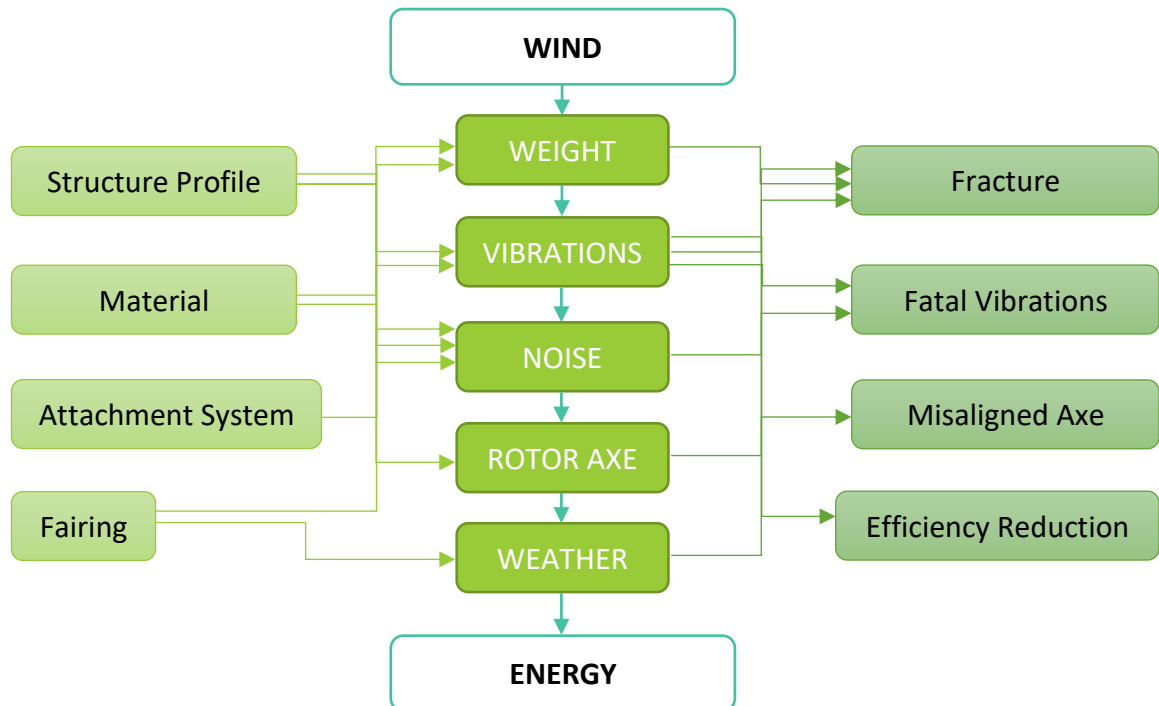 WIND
WEIGHT
Structure Profile
Fracture
VIBRATIONS
Material
Fatal Vibrations
NOISE
Attachment System
Misaligned Axe
ROTOR AXE
Fairing
Efficiency Reduction
WEATHER
ENERGY